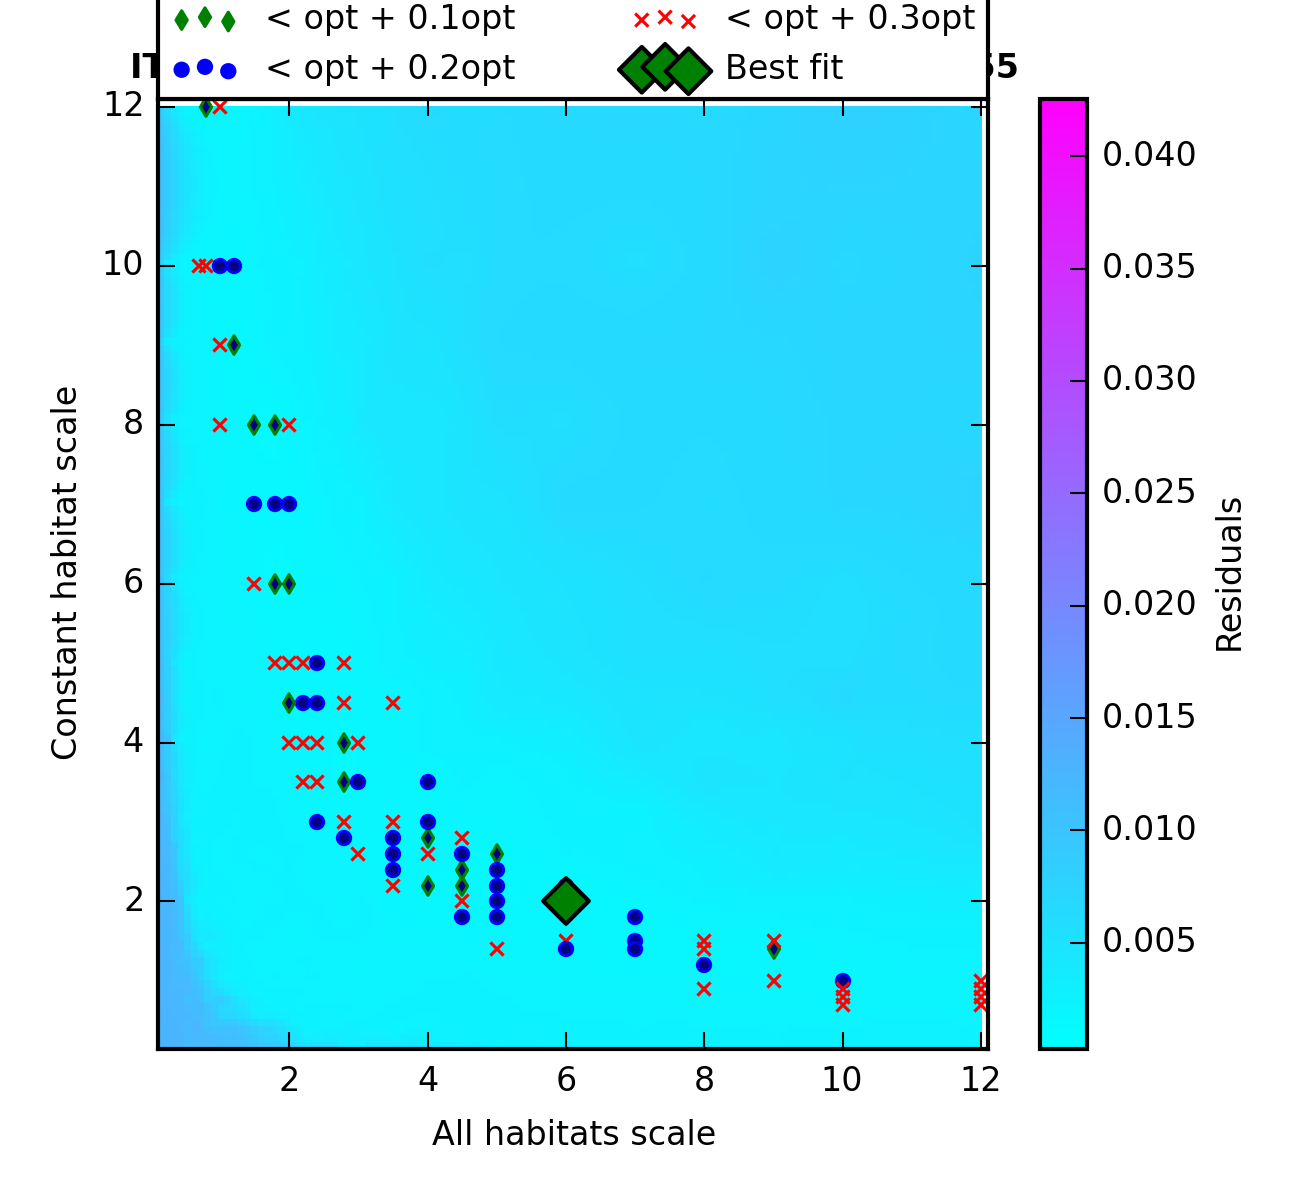 < opt + 0.1opt
< opt + 0.3opt
< opt + 0.2opt
Best fit
12
10
8
6
4
2
Constant habitat scale
2 4 6 8 10 12
All habitats scale
0.040
0.035
0.030
0.025
0.020
0.015
0.010
0.005
Residuals